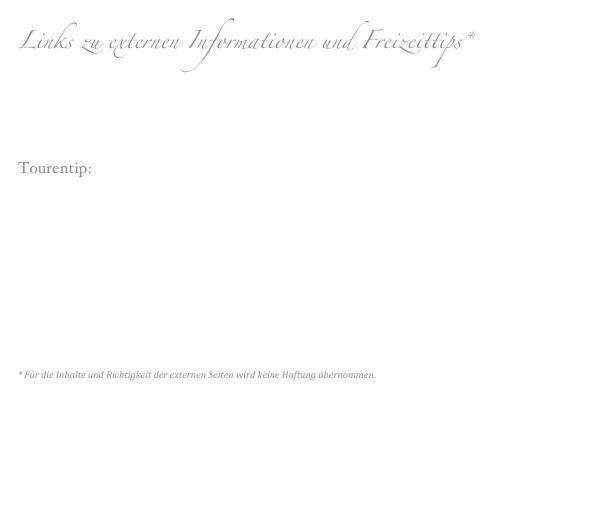 Links zu externen Informationen und Freizeittips*
Tourentip:
* Für die Inhalte und Richtigkeit der externen Seiten wird keine Haftung übernommen.